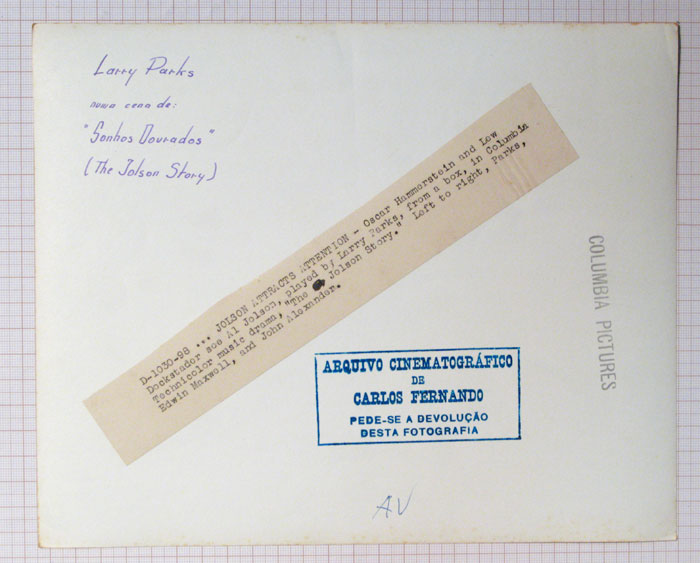 Larry Parks
numa cena de:
"Sonhos Dourados"
(The Jolson Story)
D-1030-98 ... JOLSON ATTRACTS ATTENTION - Oscar Hammerstein and Lew
Dockstader see Al Jolson, played by Larry Parks, from a box, in Columbia
Technicolor music drama, "The Jolson Story." Left to right, Parks,
Edwin Maxwell, and John Alexander.
COLUMBIA PICTURES
ARQUIVO CINEMATOGRÁFICO
DE
CARLOS FERNANDO
PEDE-SE A DEVOLUÇÃO
DESTA FOTOGRAFIA
AV